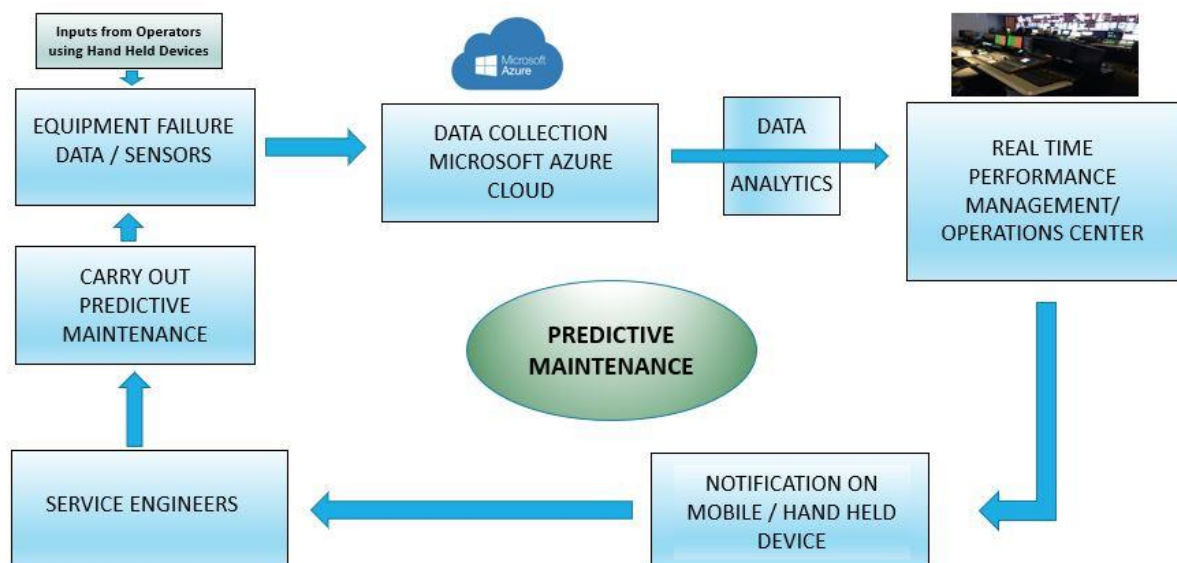 Inputs from Operators
using Hand Held Devices
Microsoft
Azure
EQUIPMENT FAILURE
DATA / SENSORS
DATA COLLECTION
MICROSOFT AZURE
CLOUD
DATA
ANALYTICS
REAL TIME
PERFORMANCE
MANAGEMENT/
OPERATIONS CENTER
CARRY OUT
PREDICTIVE
MAINTENANCE
PREDICTIVE
MAINTENANCE
SERVICE ENGINEERS
NOTIFICATION ON
MOBILE / HAND HELD
DEVICE